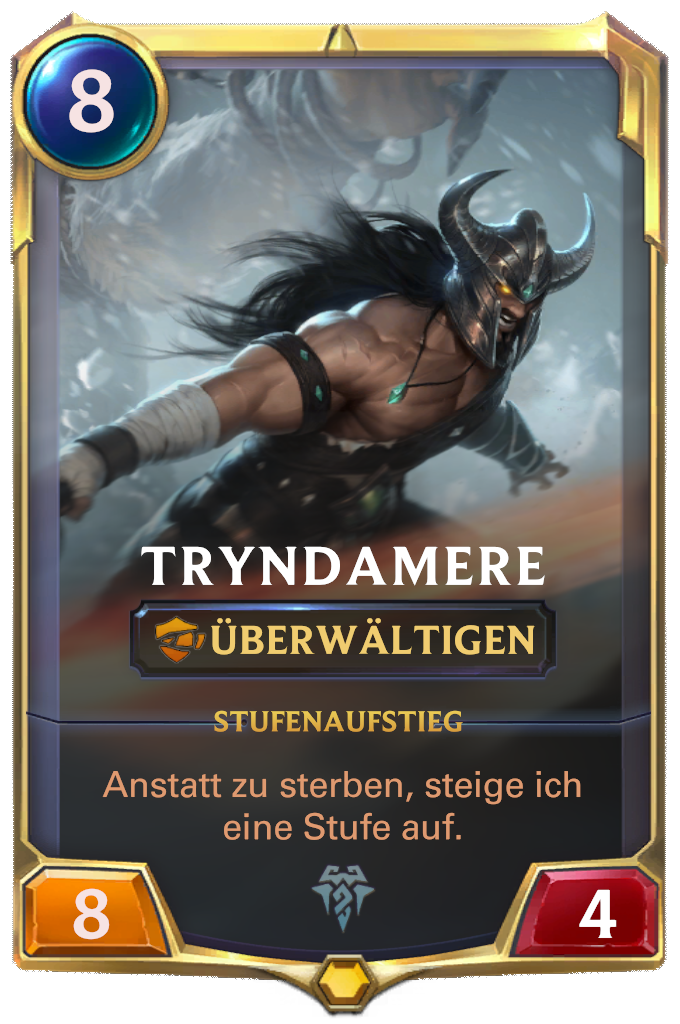 8
TRYNDAMERE
ÜBERWÄLTIGEN
STUFENAUFSTIEG
Anstatt zu sterben, steige ich
eine Stufe auf.
8
4